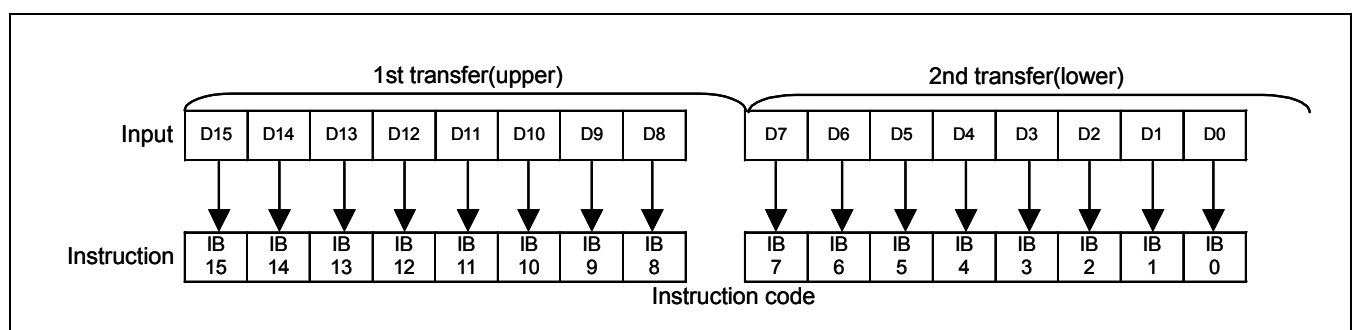 1st transfer(upper) 2nd transfer(lower)
Input D15 D14 D13 D12 D11 D10 D9 D8 D7 D6 D5 D4 D3 D2 D1 D0
Instruction IB 15 IB 14 IB 13 IB 12 IB 11 IB 10 IB 9 IB 8 IB 7 IB 6 IB 5 IB 4 IB 3 IB 2 IB 1 IB 0
Instruction code